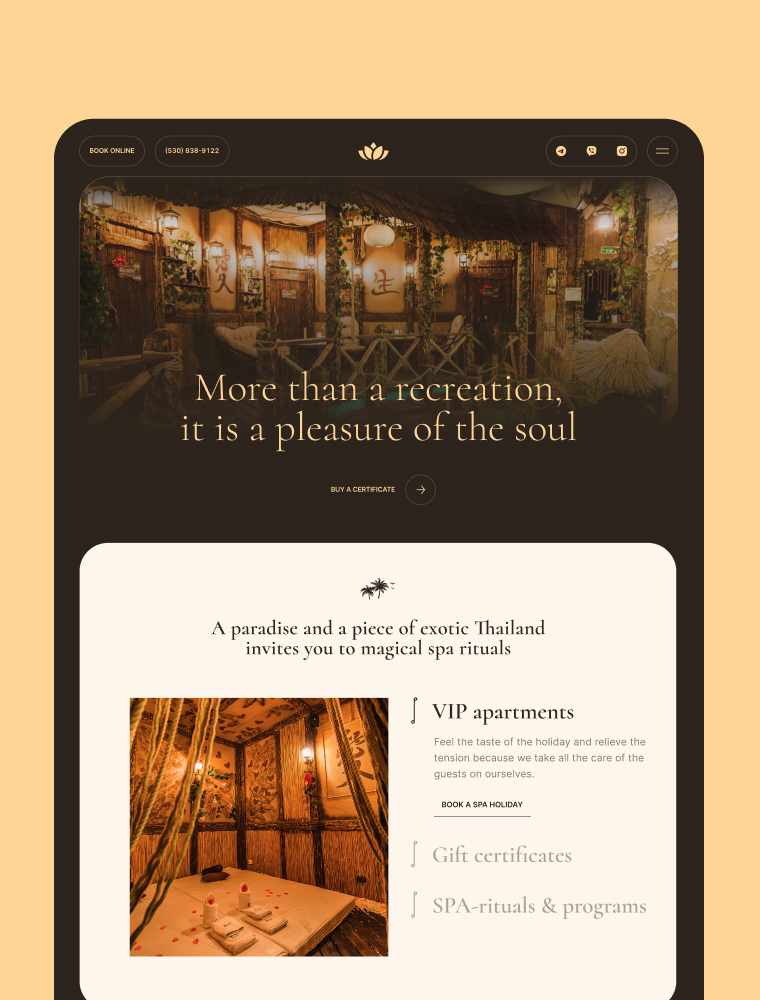 BOOK ONLINE
(530) 838-9122
生
More than a recreation,
it is a pleasure of the soul
BUY A CERTIFICATE
A paradise and a piece of exotic Thailand
invites you to magical spa rituals
VIP apartments
Feel the taste of the holiday and relieve the
tension because we take all the care of the
guests on ourselves.
BOOK A SPA HOLIDAY
Gift certificates
SPA-rituals & programs